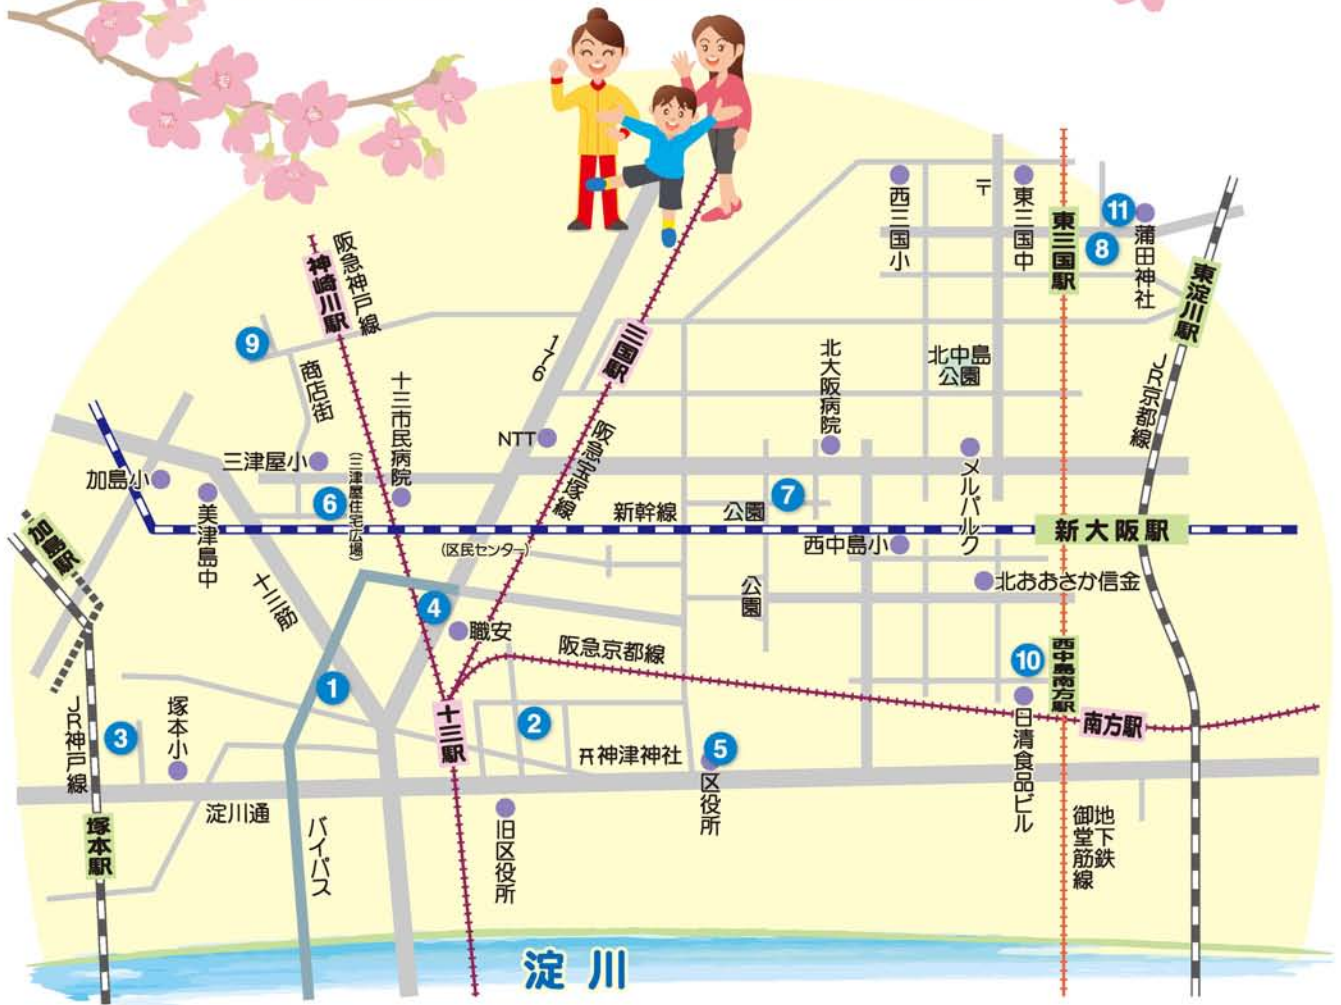 西三国小
〒
東三国中
東三国駅
11
8
蒲田神社
東淀川駅
阪急神戸線
神崎川駅
9
商店街
176
三国駅
北大阪病院
北中島
公園
JR京都線
十三市民病院
NTT
阪急宝塚線
三津屋小
加島小
6
(三津屋住宅広場)
美津島中
新幹線
公園
7
メルパルク
新大阪駅
西中島小
(区民センター)
加島駅
十三筋
公園
北おおさか信金
4
職安
阪急京都線
1
10
西中島南方駅
日清食品ビル
南方駅
十三駅
2
神津神社
5
区役所
JR神戸線
3
塚本小
淀川通
バイパス
旧区役所
塚本駅
地下鉄
御堂筋線
淀川